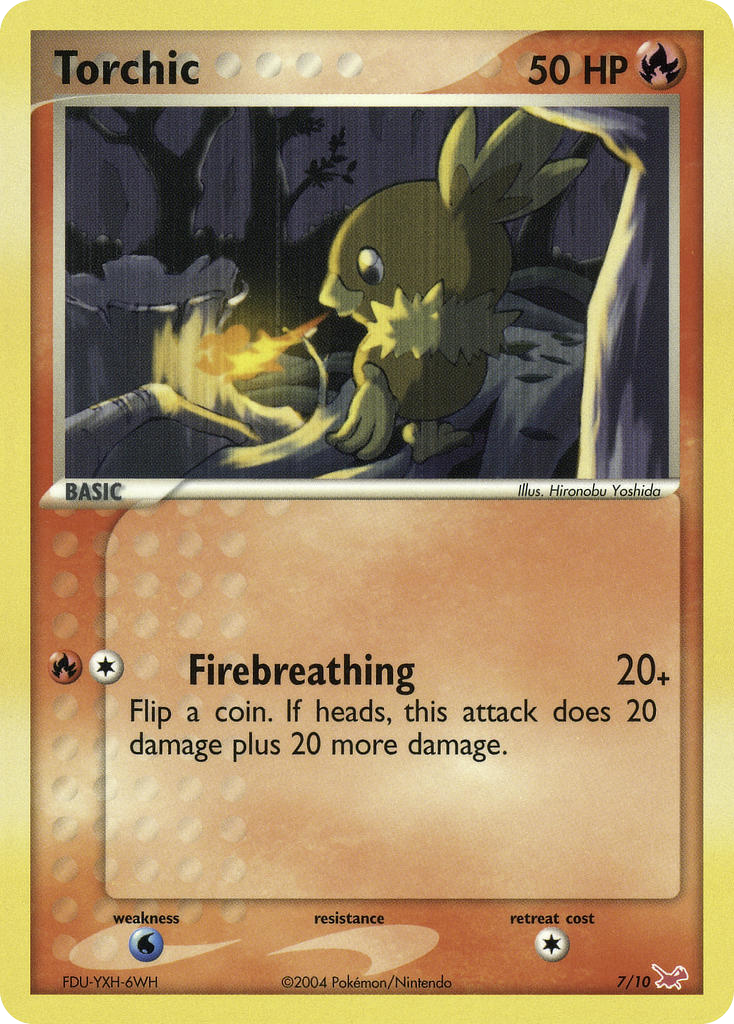 Torchic
50 HP
BASIC
Illus. Hironobu Yoshida
Firebreathing 20+
Flip a coin. If heads, this attack does 20
damage plus 20 more damage.
weakness resistance retreat cost
FDU-YXH-6WH ©2004 Pokémon/Nintendo 7/10